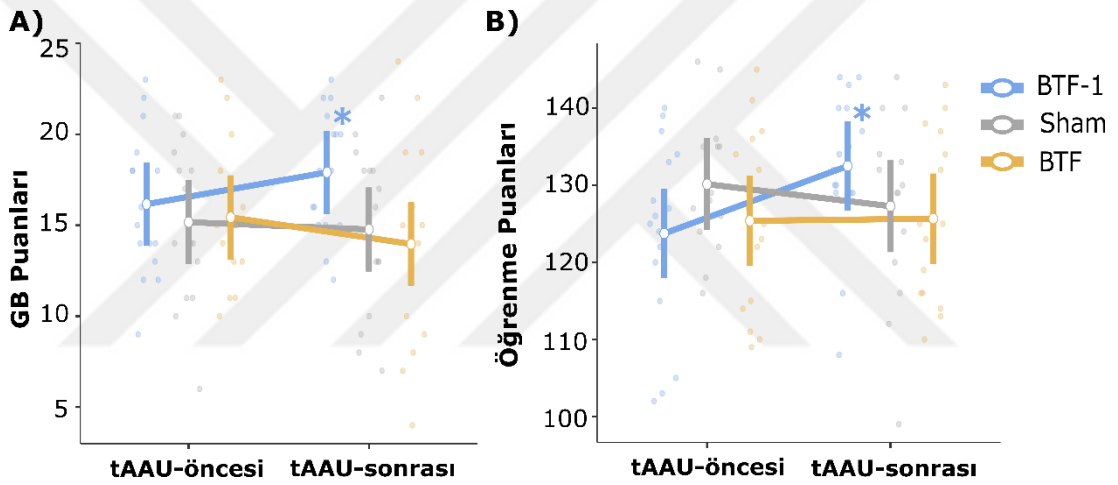 A)
GB Puanları
25
20
15
10
5
tAAU-öncesi tAAU-sonrası
*
B)
Öğrenme Puanları
140
130
120
110
100
tAAU-öncesi tAAU-sonrası
*
BTF-1
Sham
BTF